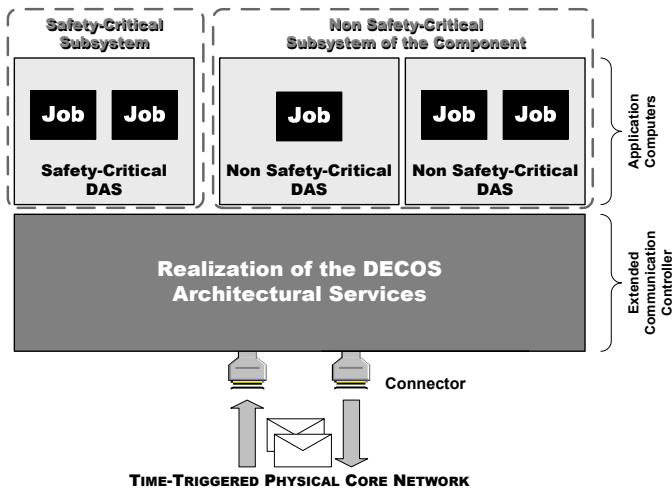 Safety-Critical
Subsystem
Non Safety-Critical
Subsystem of the Component
Job Job
Job
Job Job
Safety-Critical
DAS
Non Safety-Critical
DAS
Non Safety-Critical
DAS
Application
Computers
Realization of the DECOS
Architectural Services
Extended
Communication
Controller
Connector
TIME-TRIGGERED PHYSICAL CORE NETWORK